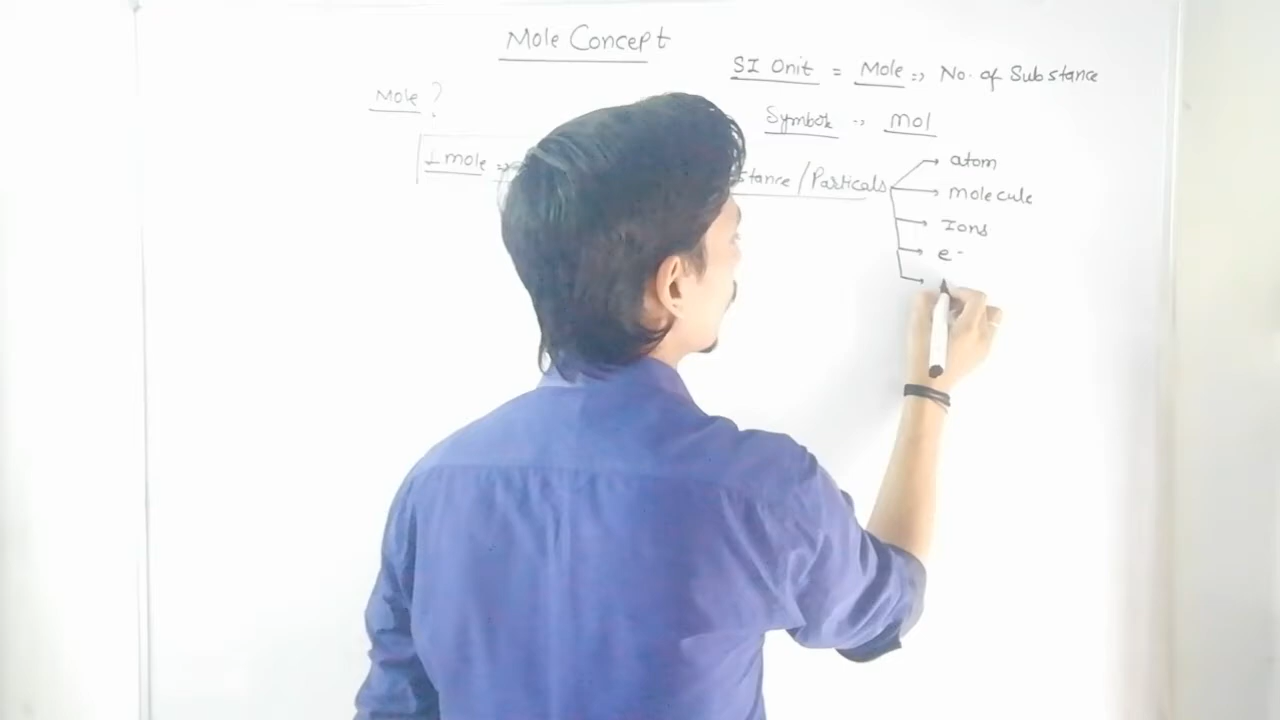 Mole Concept
SI Unit = Mole => No. of Substance
Mole ?
Symbol => mol
1 mole => stance / Particals
atom
molecule
Ions
e-